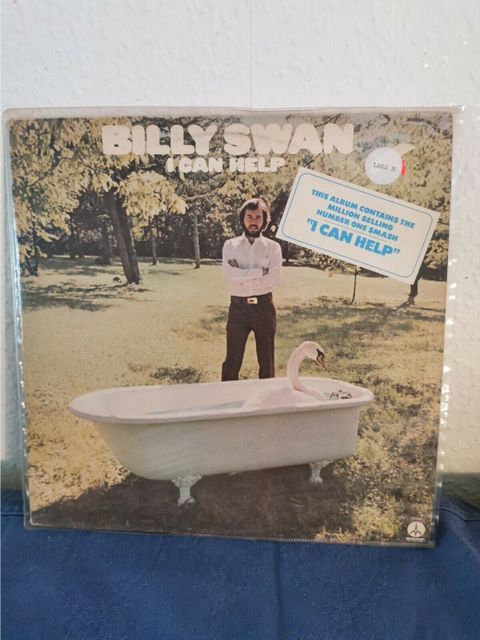 BILLY SWAN
I CAN HELP
THIS ALBUM CONTAINS THE
MILLION SELLING
NUMBER ONE SMASH
"I CAN HELP"